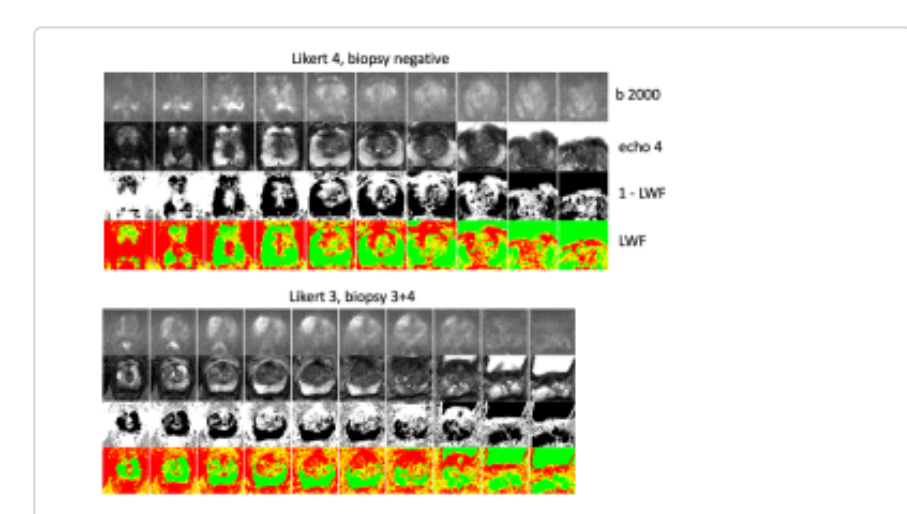 Likert 4, biopsy negative
b 2000
echo 4
1 - LWF
LWF
Likert 3, biopsy 3+4